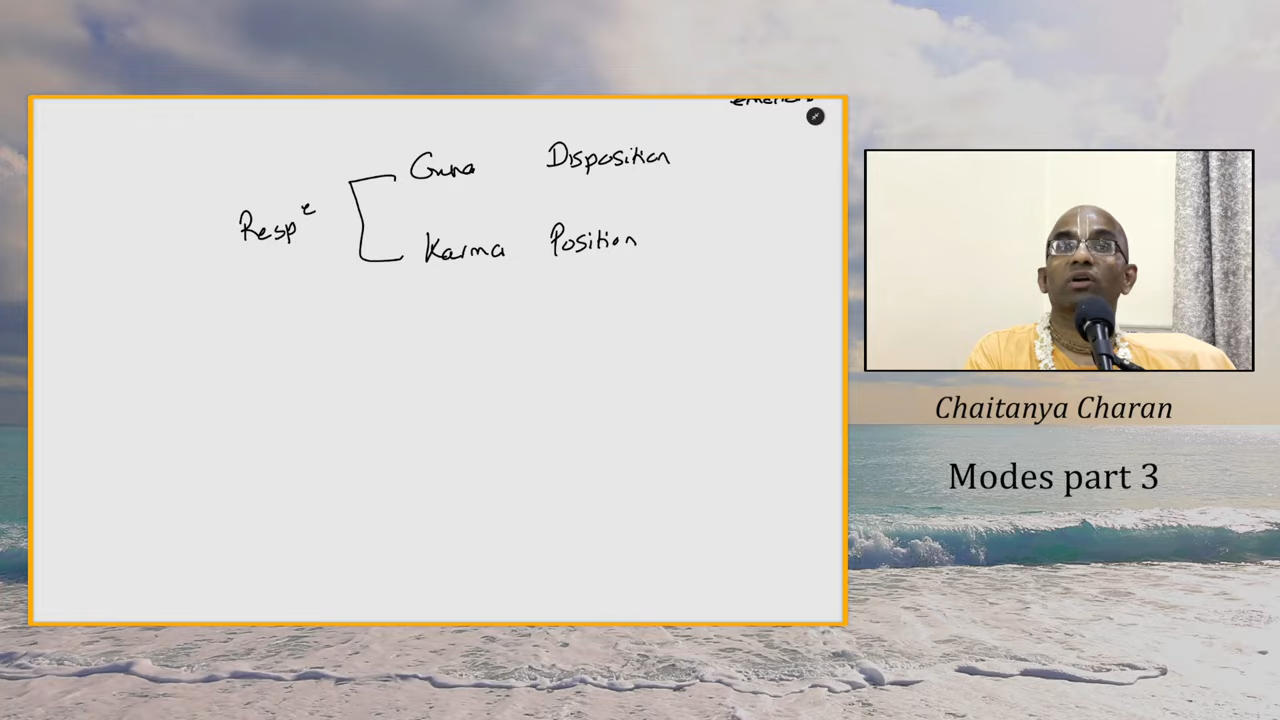 Guna Disposition
Resp e
Karma Position
Chaitanya Charan
Modes part 3